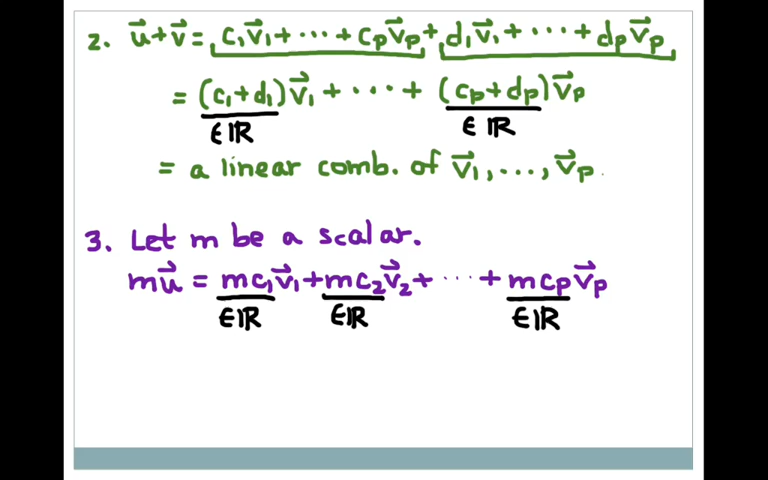 2. u⃗+v⃗ = c₁v⃗₁+⋯+cₚv⃗ₚ+d₁v⃗₁+⋯+dₚv⃗ₚ
= (c₁+d₁)v⃗₁+⋯+(cₚ+dₚ)v⃗ₚ
∈ℝ ∈ℝ
= a linear comb. of v⃗₁,...,v⃗ₚ.
3. Let m be a scalar.
mu⃗ = mc₁v⃗₁+mc₂v⃗₂+⋯+mcₚv⃗ₚ
∈ℝ ∈ℝ ∈ℝ